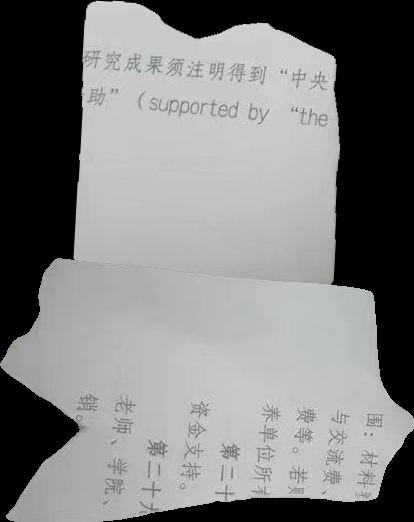 研究成果须注明得到“中央
助”（supported by “the
围：材料
与交流费、
费等。若
养单位所
第二十
资金支持。
第二十九
老师、学院、
销。